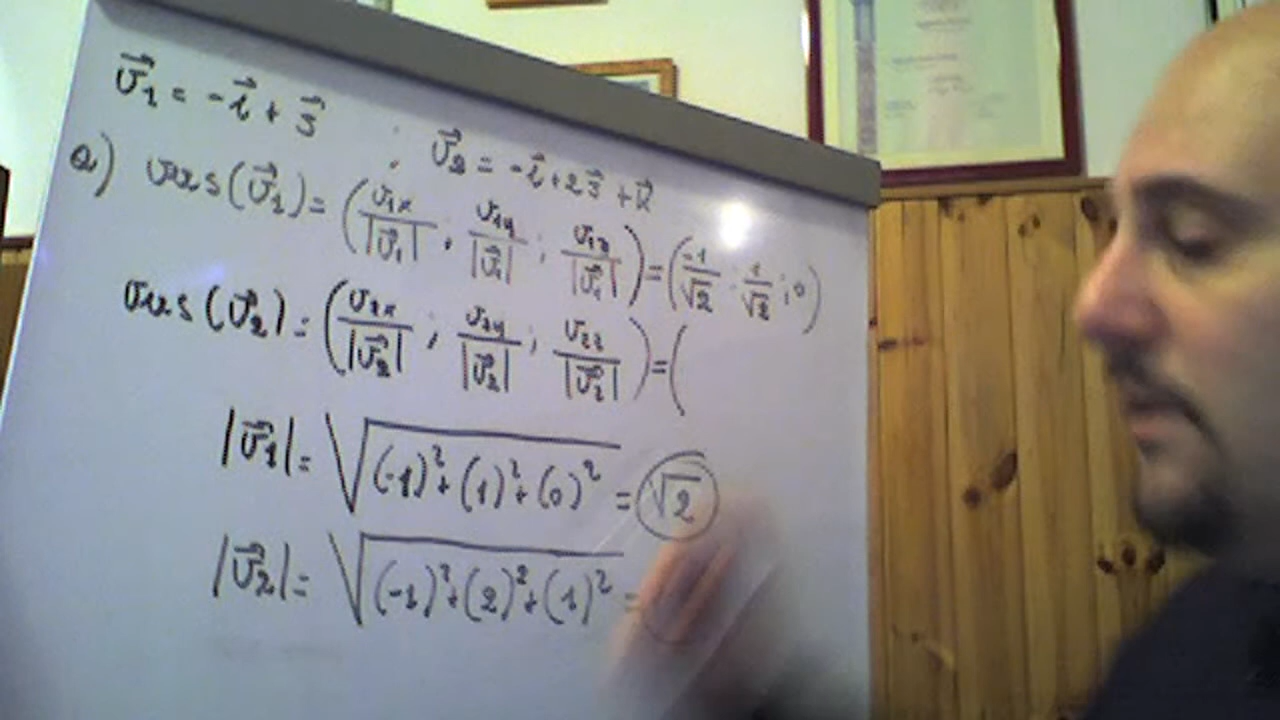 v⃗₁ = -i⃗ + j⃗ ; v⃗₂ = -i⃗ + 2j⃗ + k⃗
a) vers(v⃗₁) = (v₁ₓ/|v⃗₁| ; v₁y/|v⃗₁| ; v₁z/|v⃗₁|) = (-1/√2 ; 1/√2 ; 0)
vers(v⃗₂) = (v₂ₓ/|v⃗₂| ; v₂y/|v⃗₂| ; v₂z/|v⃗₂|) = (
|v⃗₁| = √((-1)² + (1)² + (0)²) = √2
|v⃗₂| = √((-1)² + (2)² + (1)²) =